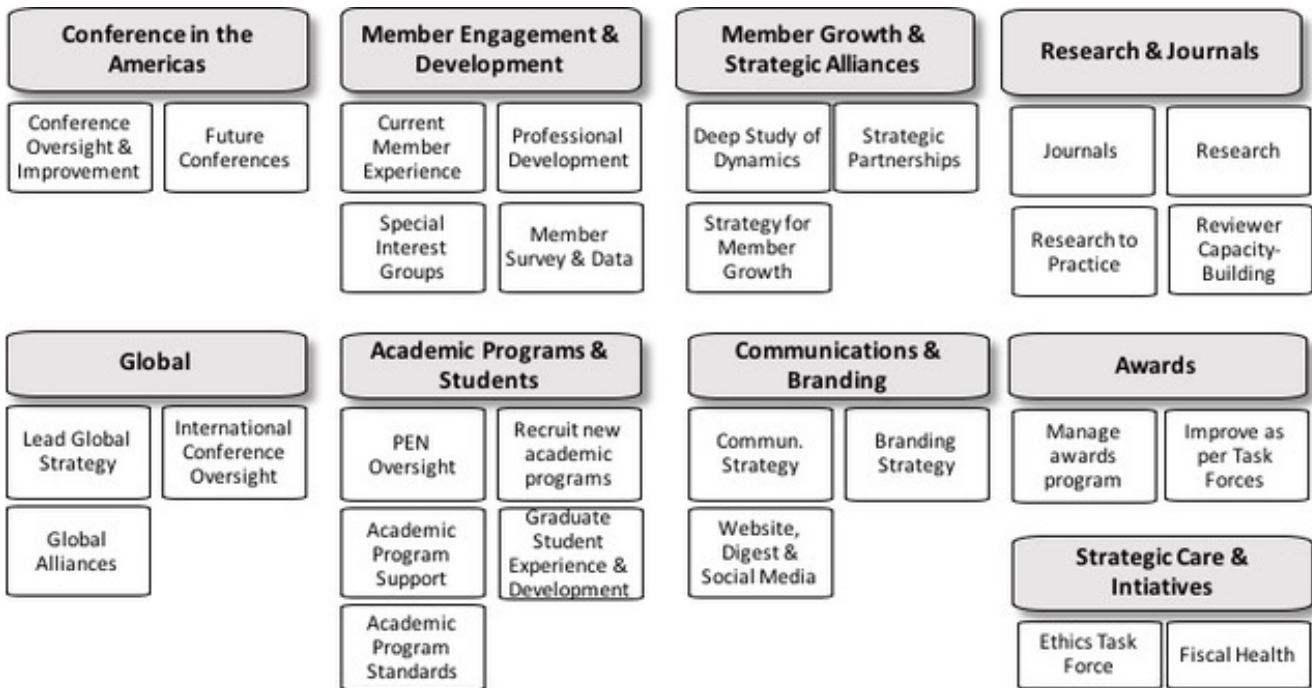 Conference in the
Americas
Conference
Oversight &
Improvement
Future
Conferences
Member Engagement &
Development
Current
Member
Experience
Professional
Development
Special
Interest
Groups
Member
Survey & Data
Member Growth &
Strategic Alliances
Deep Study of
Dynamics
Strategic
Partnerships
Strategy for
Member
Growth
Research & Journals
Journals
Research
Research to
Practice
Reviewer
Capacity-
Building
Global
Lead Global
Strategy
International
Conference
Oversight
Global
Alliances
Academic Programs &
Students
PEN
Oversight
Recruit new
academic
programs
Academic
Program
Support
Graduate
Student
Experience &
Development
Academic
Program
Standards
Communications &
Branding
Commun.
Strategy
Branding
Strategy
Website,
Digest &
Social Media
Awards
Manage
awards
program
Improve as
per Task
Forces
Strategic Care &
Intiatives
Ethics Task
Force
Fiscal Health